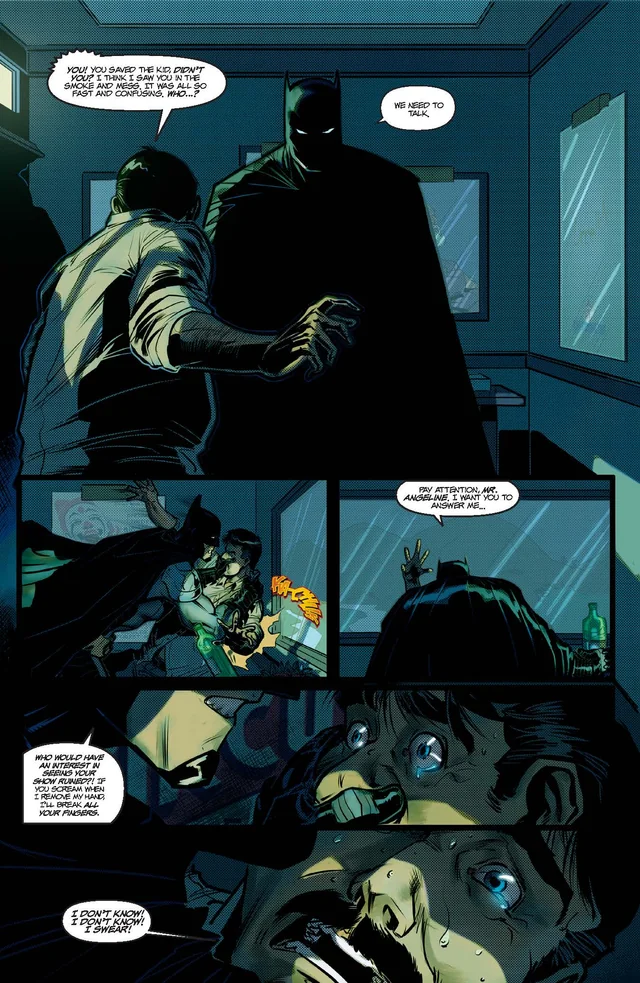 YOU! YOU SAVED THE KID, DIDN'T
YOU? I THINK I SAW YOU IN THE
SMOKE AND MESS, IT WAS ALL SO
FAST AND CONFUSING. WHO...?
WE NEED TO
TALK.
PAY ATTENTION, MR.
ANGELINE. I WANT YOU TO
ANSWER ME...
WHO WOULD HAVE
AN INTEREST IN
SEEING YOUR
SHOW RUINED?! IF
YOU SCREAM WHEN
I REMOVE MY HAND,
I'LL BREAK ALL
YOUR FINGERS.
I DON'T KNOW!
I DON'T KNOW!
I SWEAR!